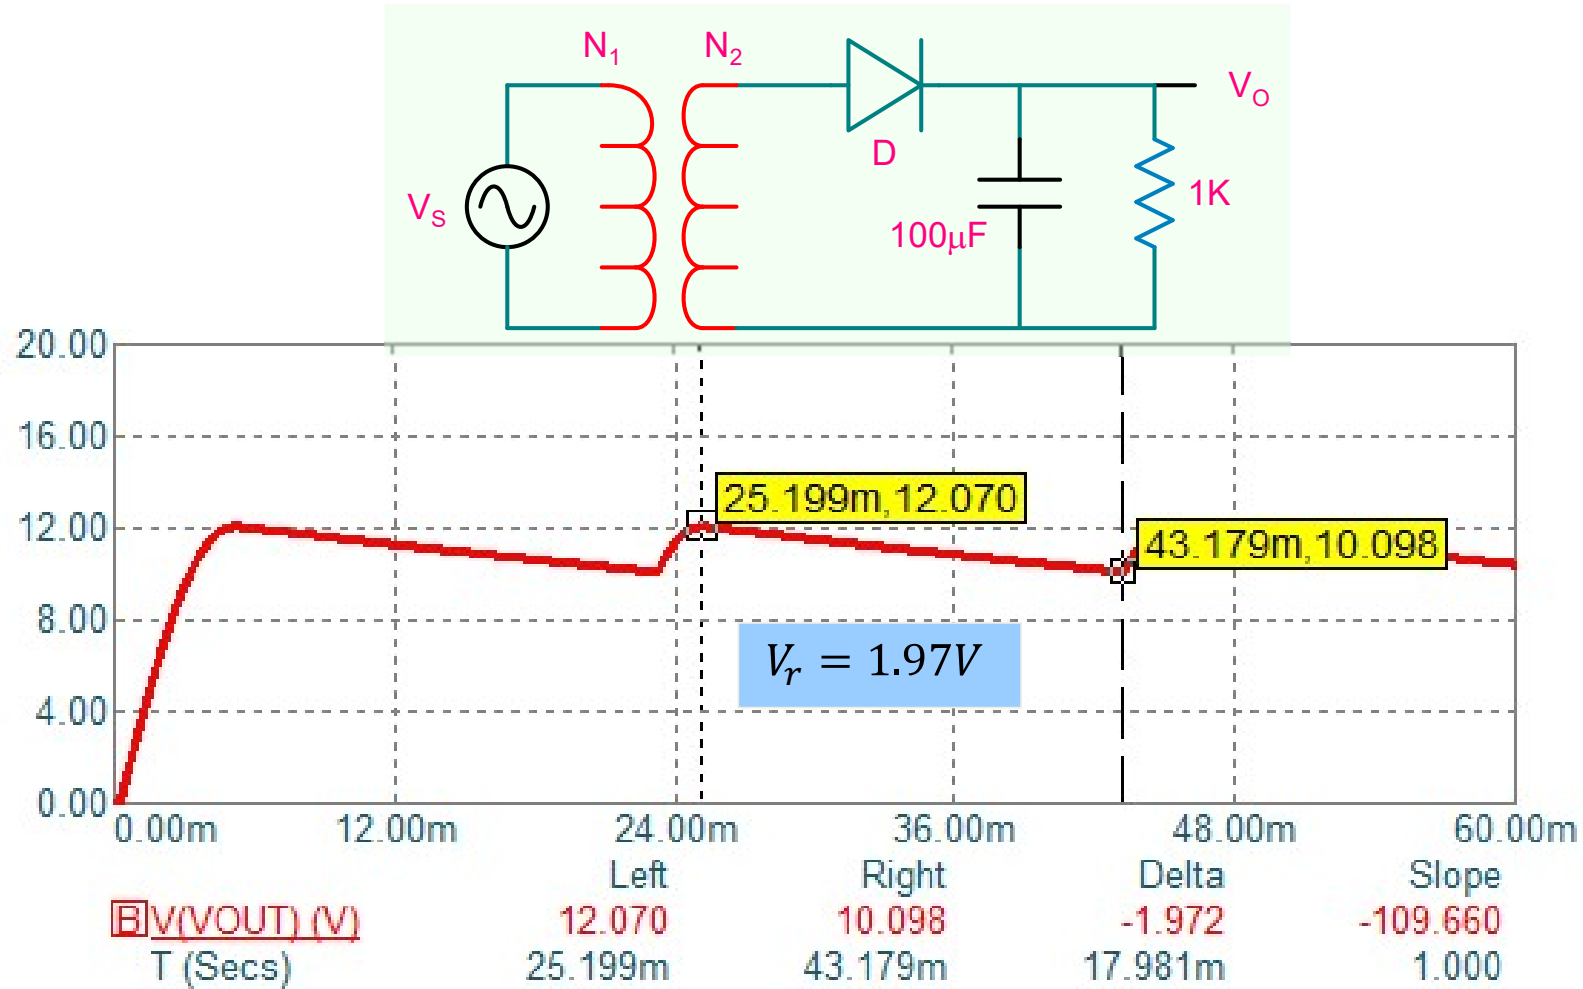 N₁ N₂
V_O
D
V_S
1K
100μF
20.00
16.00
25.199m,12.070
12.00
43.179m,10.098
8.00
V_r = 1.97V
4.00
0.00
0.00m 12.00m 24.00m 36.00m 48.00m 60.00m
Left Right Delta Slope
B V(VOUT) (V) 12.070 10.098 -1.972 -109.660
T (Secs) 25.199m 43.179m 17.981m 1.000